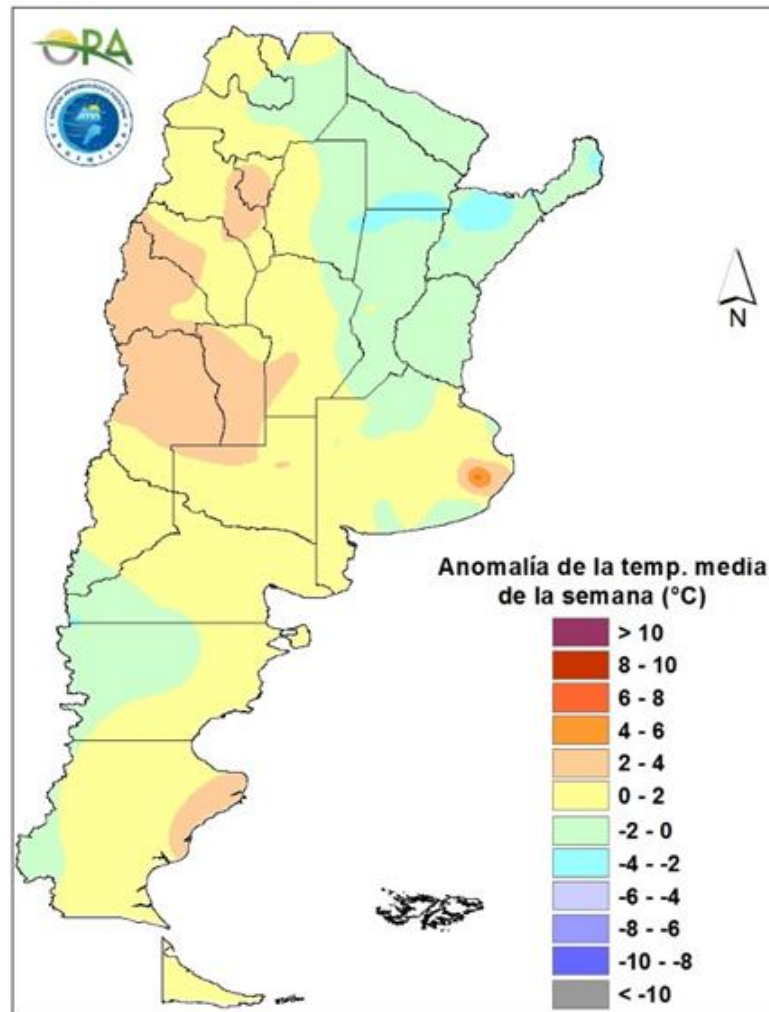 ORA
ARGENTINA
N
Anomalía de la temp. media
de la semana (°C)
> 10
8 - 10
6 - 8
4 - 6
2 - 4
0 - 2
-2 - 0
-4 - -2
-6 - -4
-8 - -6
-10 - -8
< -10